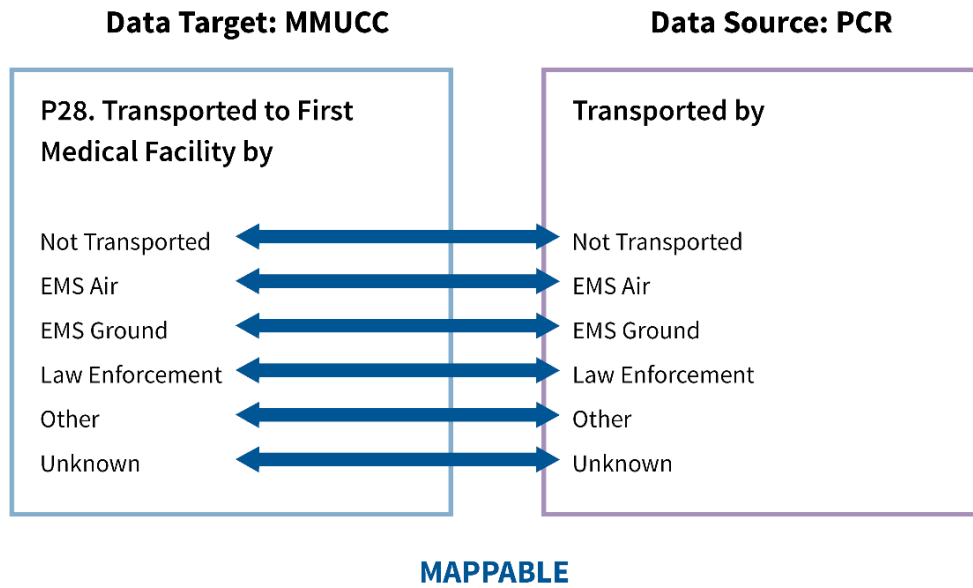 Data Target: MMUCC
Data Source: PCR
P28. Transported to First
Medical Facility by
Not Transported
EMS Air
EMS Ground
Law Enforcement
Other
Unknown
Transported by
Not Transported
EMS Air
EMS Ground
Law Enforcement
Other
Unknown
MAPPABLE